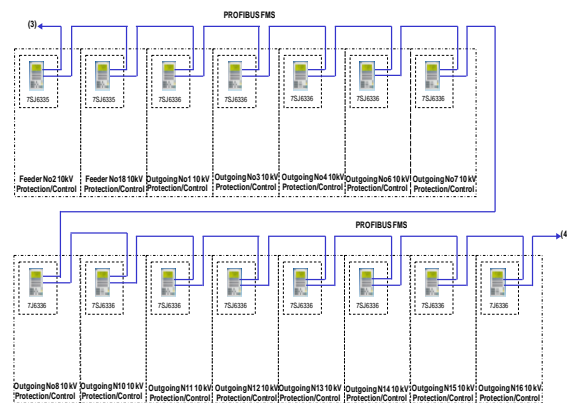 PROFIBUS FMS
(3)
7SJ6335
7SJ6335
7SJ6336
7SJ6336
7SJ6336
7SJ6336
7SJ6336
Feeder No2 10kV
Protection/Control
Feeder No18 10kV
Protection/Control
Outgoing No1 10 kV
Protection/Control
Outgoing No3 10 kV
Protection/Control
Outgoing No4 10 kV
Protection/Control
Outgoing No6 10 kV
Protection/Control
Outgoing No7 10kV
Protection/Control
PROFIBUS FMS
(4
7J6336
7SJ6336
7SJ6336
7SJ6336
7SJ6336
7SJ6336
7SJ6336
7J6336
Outgoing No8 10 kV
Protection/Control
Outgoing N10 10 kV
Protection/Control
Outgoing N11 10 kV
Protection/Control
Outgoing N12 10 kV
Protection/Control
Outgoing N13 10 kV
Protection/Control
Outgoing N14 10 kV
Protection/Control
Outgoing N15 10 kV
Protection/Control
Outgoing N16 10 kV
Protection/Control